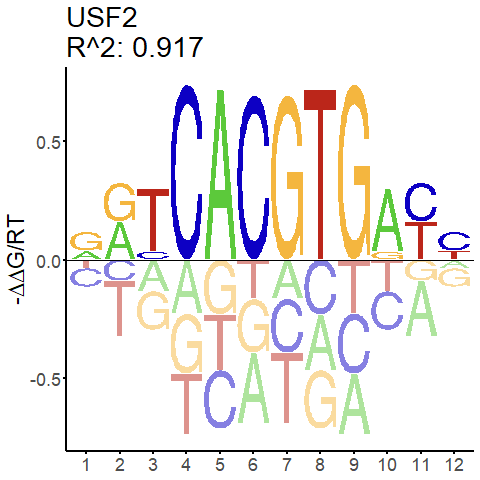 USF2
R^2: 0.917
-ΔΔG/RT
0.5
0.0
-0.5
G G T C A C G T G A C C
A A C G T T
T C A A G T A C T G G A
C T G G T G C A C T A G
T C A T G A C
1 2 3 4 5 6 7 8 9 10 11 12